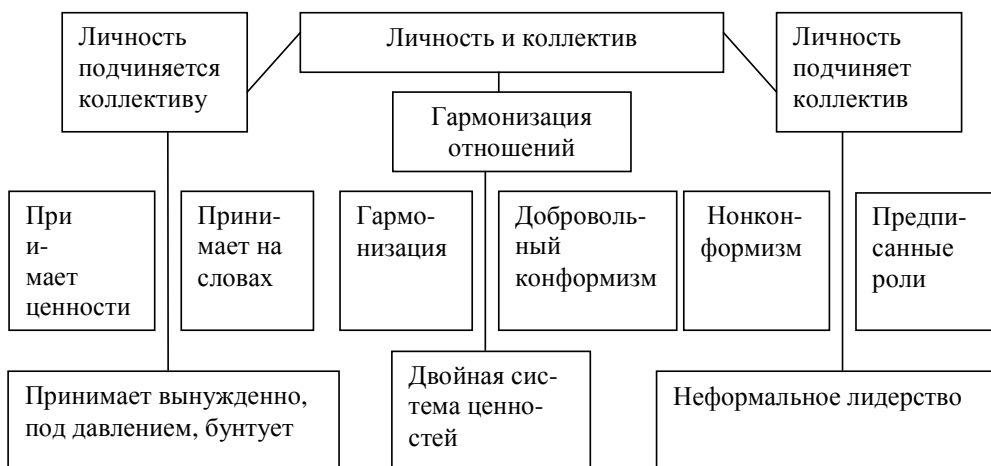 Личность
подчиняется
коллективу
Личность и коллектив
Личность
подчиняет
коллектив
Гармонизация
отношений
При
и-
мает
ценности
Прини-
мает на
словах
Гармо-
низация
Доброволь-
ный
конформизм
Нонкон-
формизм
Предпи-
санные
роли
Принимает вынужденно,
под давлением, бунтует
Двойная сис-
тема ценно-
стей
Неформальное лидерство